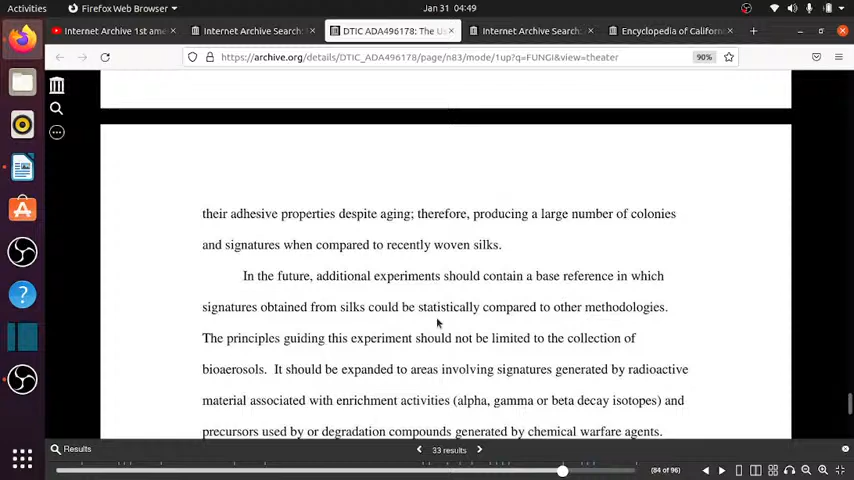 Activities
Firefox Web Browser
Jan 31 04:49
Internet Archive 1st ame
Internet Archive Search:
DTIC ADA496178: The Us
Internet Archive Search:
Encyclopedia of Californ
https://archive.org/details/DTIC_ADA496178/page/n83/mode/1up?q=FUNGI&view=theater
90%
their adhesive properties despite aging; therefore, producing a large number of colonies
and signatures when compared to recently woven silks.
In the future, additional experiments should contain a base reference in which
signatures obtained from silks could be statistically compared to other methodologies.
The principles guiding this experiment should not be limited to the collection of
bioaerosols. It should be expanded to areas involving signatures generated by radioactive
material associated with enrichment activities (alpha, gamma or beta decay isotopes) and
precursors used by or degradation compounds generated by chemical warfare agents.
Results
33 results
(84 of 96)